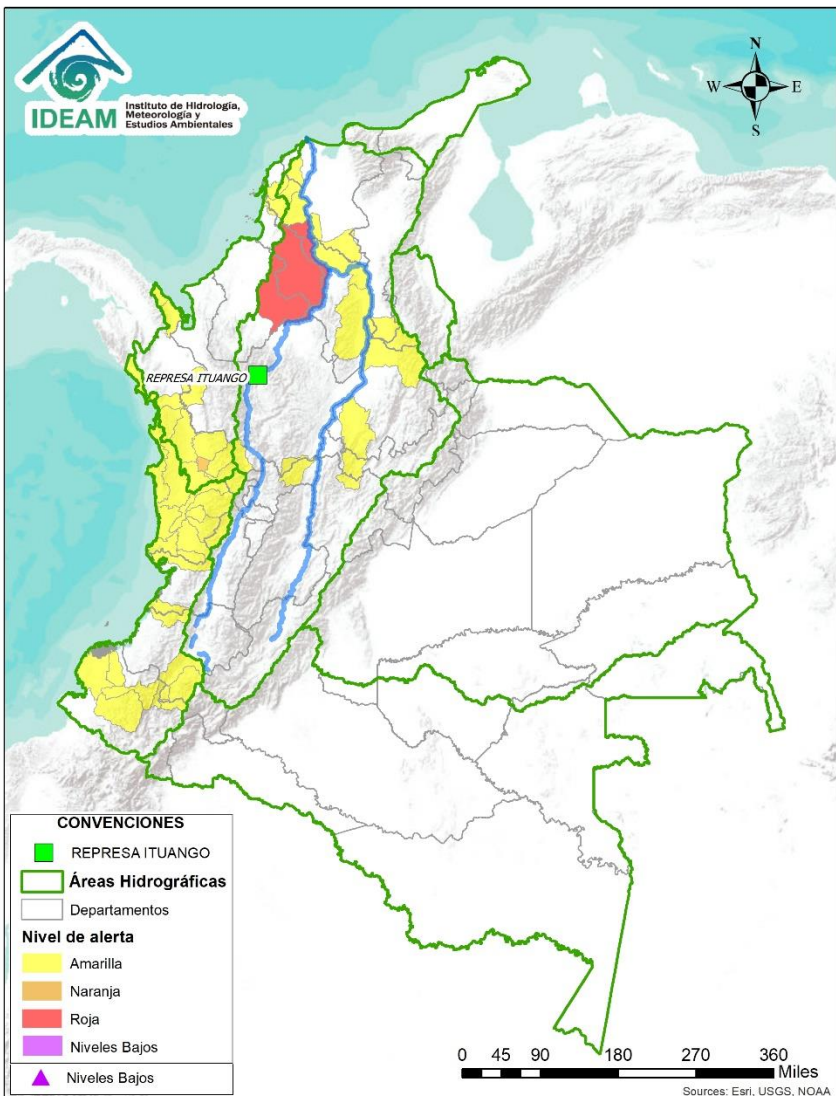 IDEAM
Instituto de Hidrología,
Meteorología y
Estudios Ambientales
N
W
E
S
REPRESA ITUANGO
CONVENCIONES
REPRESA ITUANGO
Áreas Hidrográficas
Departamentos
Nivel de alerta
Amarilla
Naranja
Roja
Niveles Bajos
Niveles Bajos
0 45 90 180 270 360
Miles
Sources: Esri, USGS, NOAA